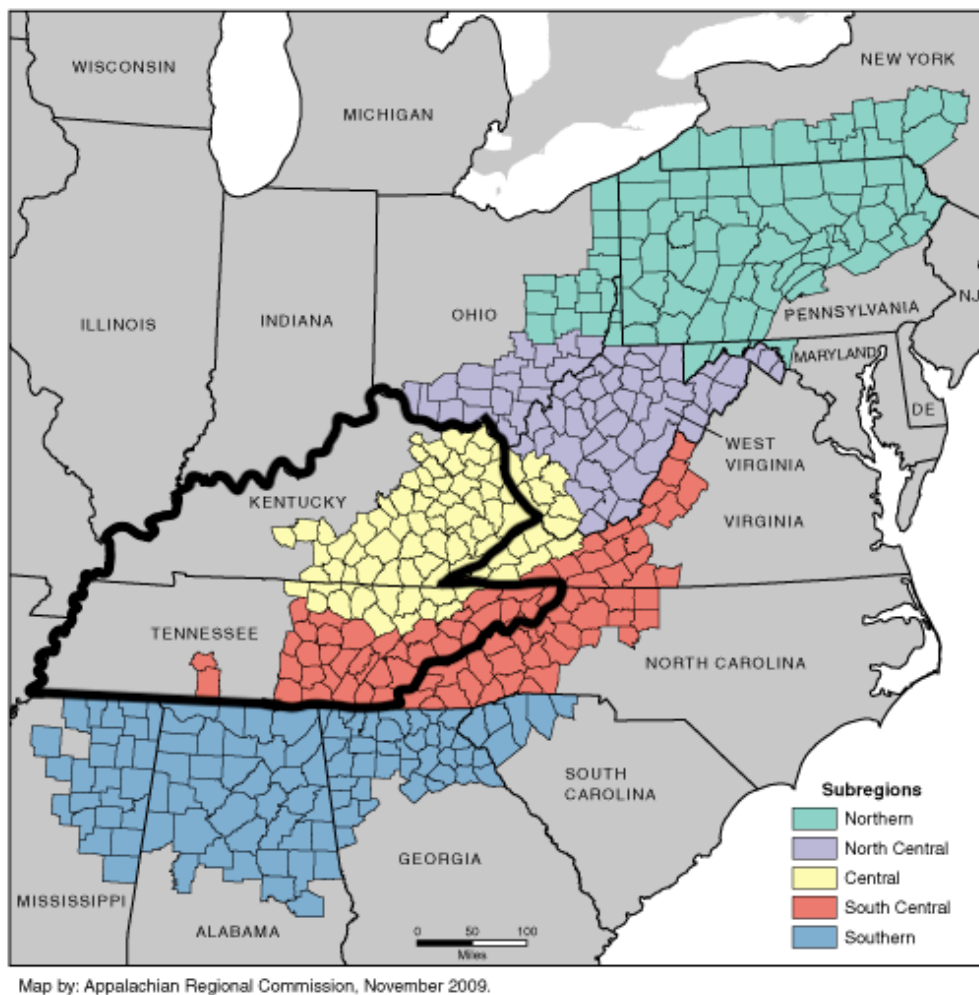 WISCONSIN
MICHIGAN
NEW YORK
ILLINOIS
INDIANA
OHIO
PENNSYLVANIA
NJ
MARYLAND
DE
WEST
VIRGINIA
KENTUCKY
VIRGINIA
TENNESSEE
NORTH CAROLINA
SOUTH
CAROLINA
GEORGIA
MISSISSIPPI
ALABAMA
0 50 100
Miles
Subregions
Northern
North Central
Central
South Central
Southern
Map by: Appalachian Regional Commission, November 2009.